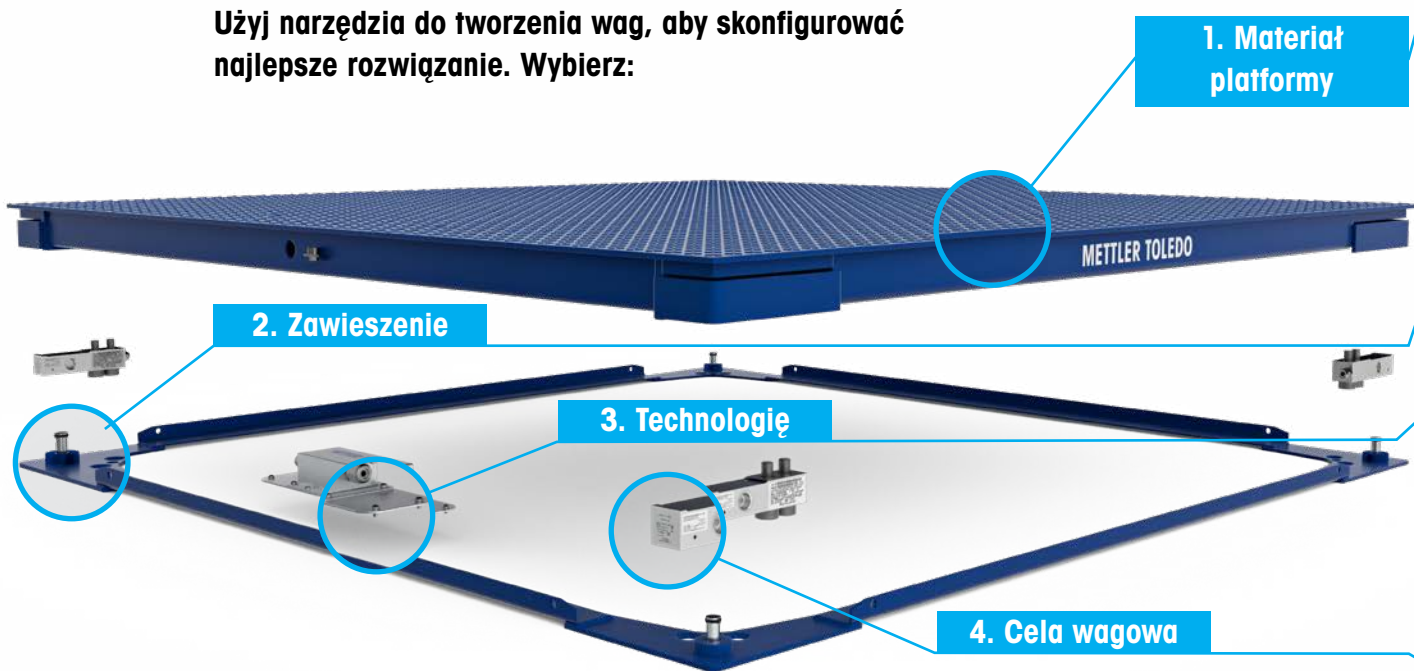 Użyj narzędzia do tworzenia wag, aby skonfigurować
najlepsze rozwiązanie. Wybierz:
1. Materiał
platformy
METTLER TOLEDO
2. Zawieszenie
3. Technologię
4. Cela wagowa